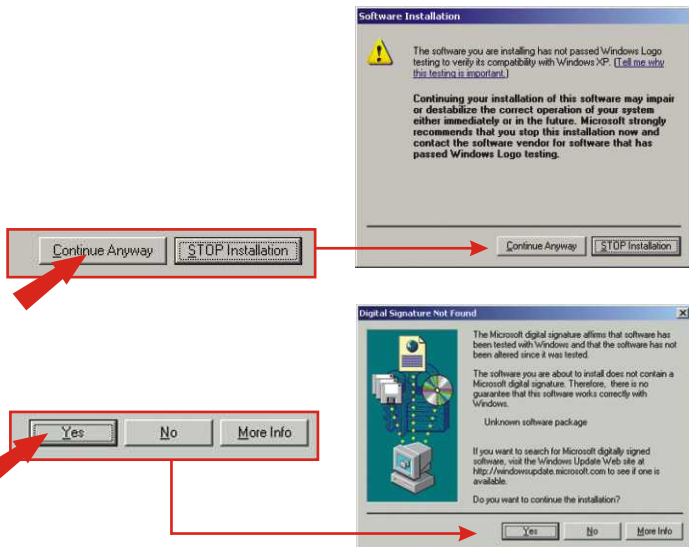 Software Installation
The software you are installing has not passed Windows Logo
testing to verify its compatibility with Windows XP. (Tell me why
this testing is important.)
Continuing your installation of this software may impair
or destabilize the correct operation of your system
either immediately or in the future. Microsoft strongly
recommends that you stop this installation now and
contact the software vendor for software that has
passed Windows Logo testing.
Continue Anyway STOP Installation
Continue Anyway STOP Installation
Digital Signature Not Found
The Microsoft digital signature affirms that software has
been tested with Windows and that the software has not
been altered since it was tested.
The software you are about to install does not contain a
Microsoft digital signature. Therefore, there is no
guarantee that this software works correctly with
Windows.
Unknown software package
If you want to search for Microsoft digitally signed
software, visit the Windows Update Web site at
http://windowsupdate.microsoft.com to see if one is
available.
Do you want to continue the installation?
Yes No More Info
Yes No More Info